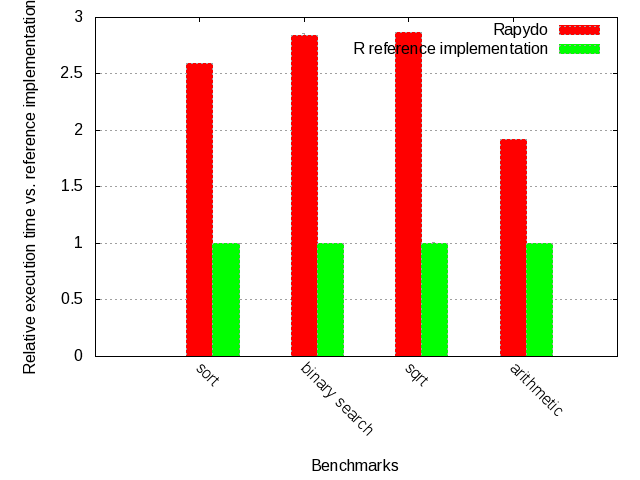 Relative execution time vs. reference implementation
3
2.5
2
1.5
1
0.5
0
Rapydo
R reference implementation
sort
binary search
sqrt
arithmetic
Benchmarks